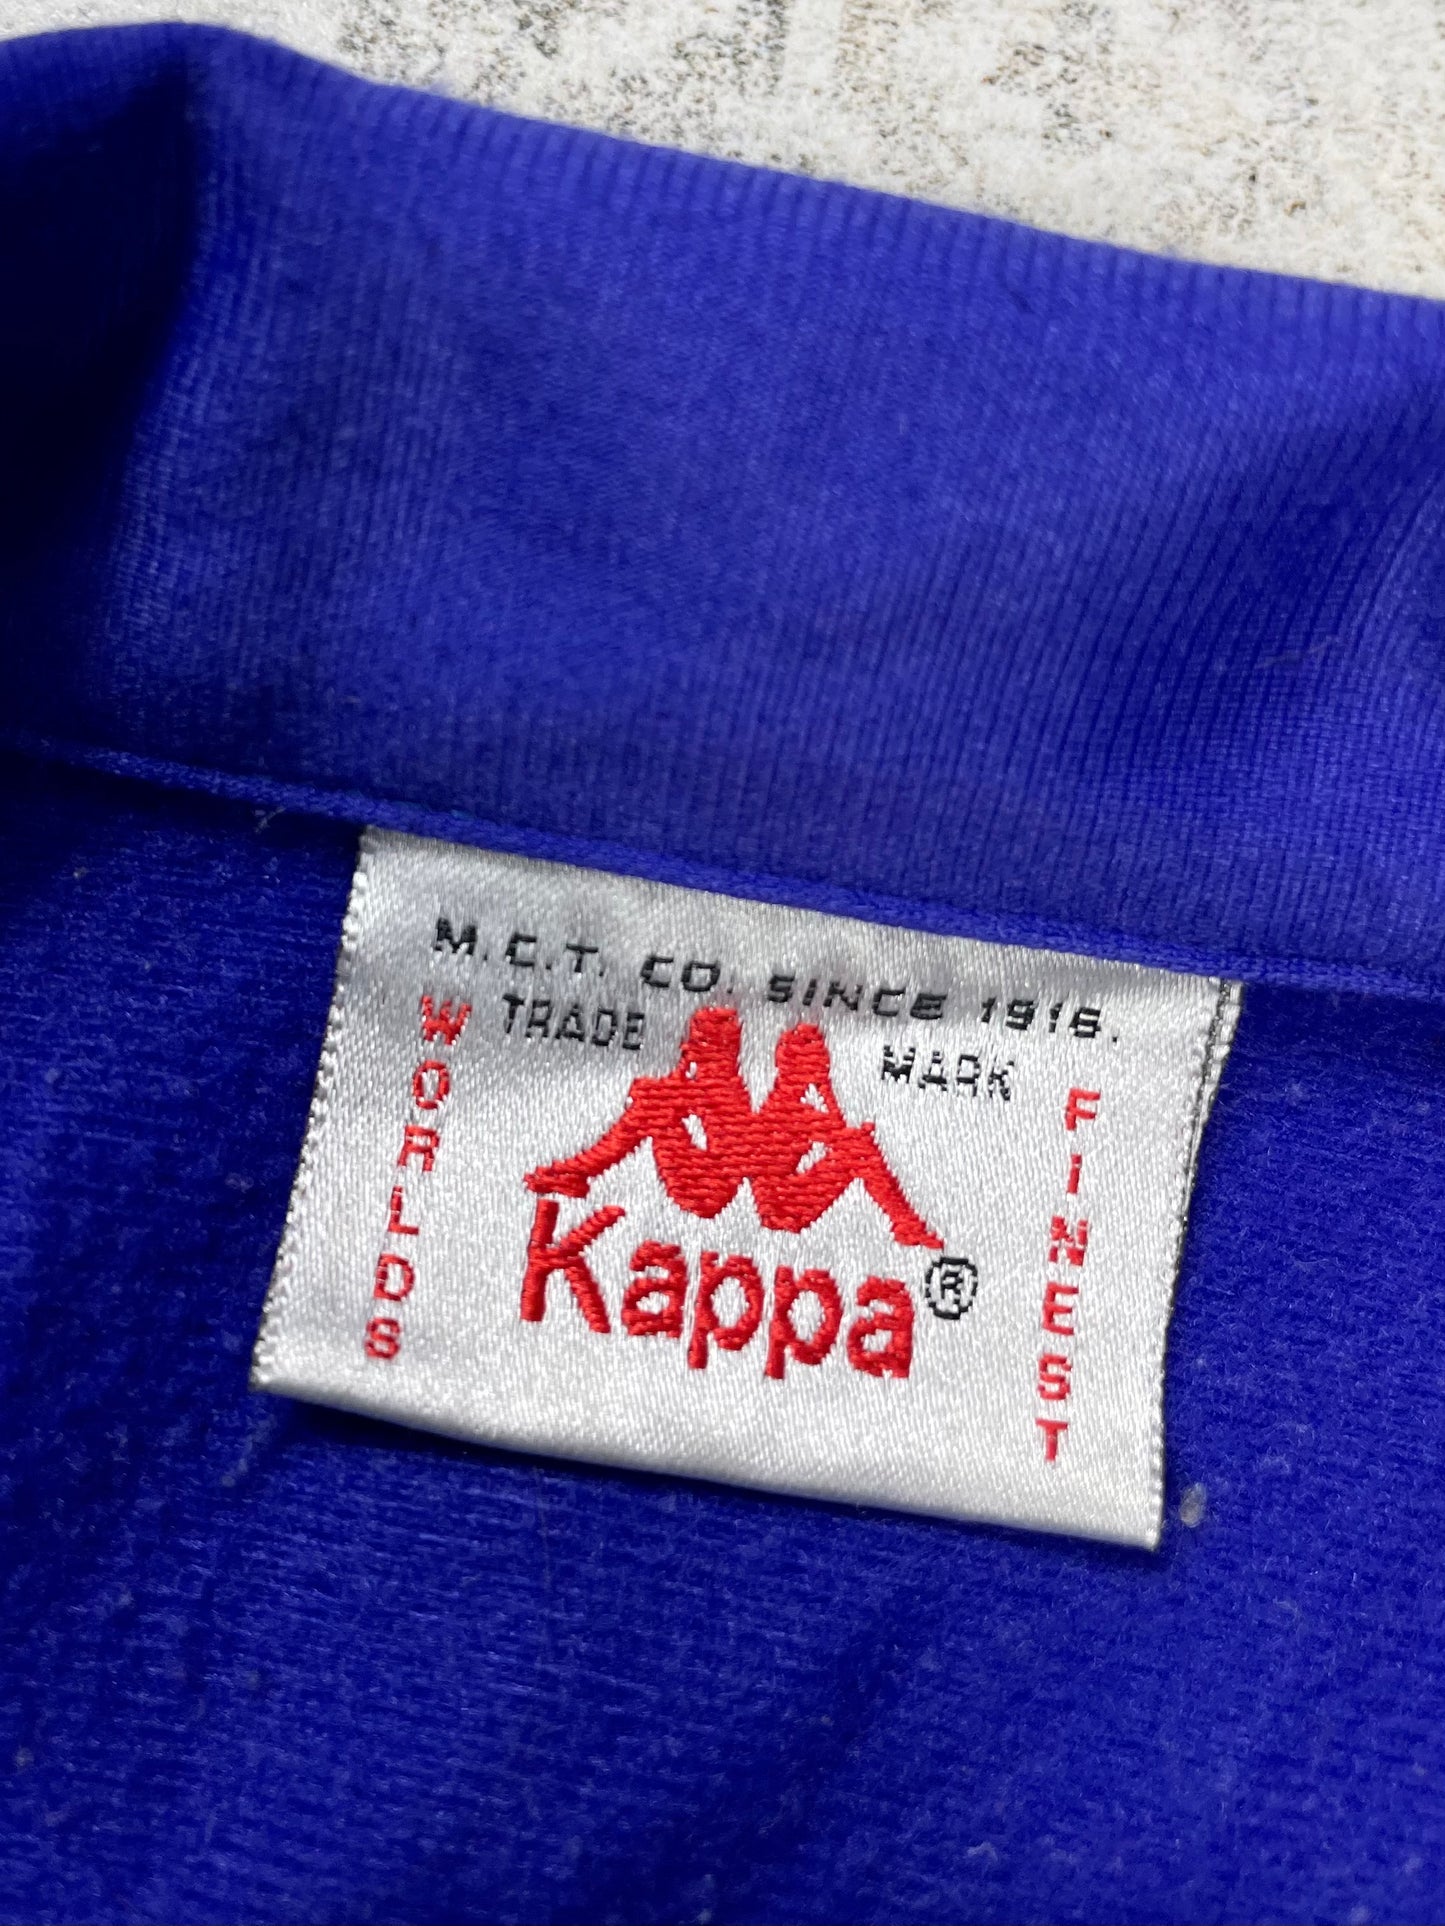 M.C.T. CO. SINCE 1916.
TRADE MARK
WORLDS
FINEST
Kappa®